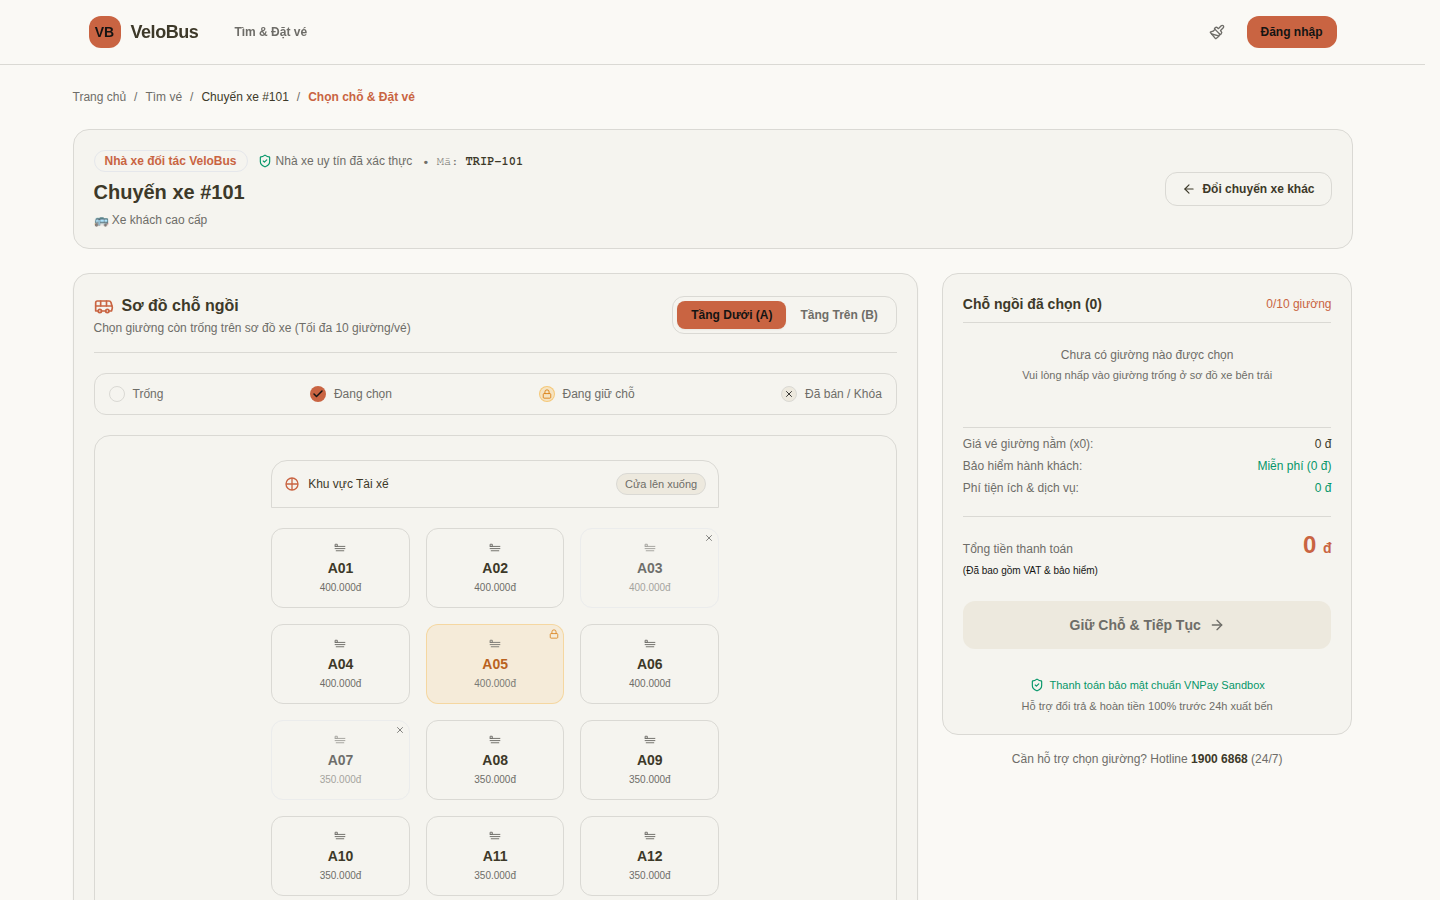 VB VeloBus Tìm & Đặt vé Đăng nhập
Trang chủ / Tìm vé / Chuyến xe #101 / Chọn chỗ & Đặt vé
Nhà xe đối tác VeloBus Nhà xe uy tín đã xác thực • Mã: TRIP-101
Chuyến xe #101
Xe khách cao cấp
Đổi chuyến xe khác
Sơ đồ chỗ ngồi
Chọn giường còn trống trên sơ đồ xe (Tối đa 10 giường/vé)
Tầng Dưới (A) Tầng Trên (B)
Trống Đang chọn Đang giữ chỗ Đã bán / Khóa
Khu vực Tài xế Cửa lên xuống
A01 A02 A03
400.000đ 400.000đ 400.000đ
A04 A05 A06
400.000đ 400.000đ 400.000đ
A07 A08 A09
350.000đ 350.000đ 350.000đ
A10 A11 A12
350.000đ 350.000đ 350.000đ
Chỗ ngồi đã chọn (0) 0/10 giường
Chưa có giường nào được chọn
Vui lòng nhấp vào giường trống ở sơ đồ xe bên trái
Giá vé giường nằm (x0): 0 đ
Bảo hiểm hành khách: Miễn phí (0 đ)
Phí tiện ích & dịch vụ: 0 đ
Tổng tiền thanh toán 0 đ
(Đã bao gồm VAT & bảo hiểm)
Giữ Chỗ & Tiếp Tục
Thanh toán bảo mật chuẩn VNPay Sandbox
Hỗ trợ đổi trả & hoàn tiền 100% trước 24h xuất bến
Cần hỗ trợ chọn giường? Hotline 1900 6868 (24/7)